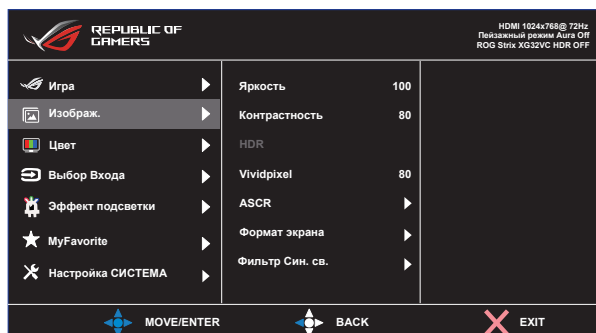 REPUBLIC OF
GAMERS
HDMI 1024x768@ 72Hz
Пейзажный режим Aura Off
ROG Strix XG32VC HDR OFF
Игра
Изображ.
Цвет
Выбор Входа
Эффект подсветки
MyFavorite
Настройка СИСТЕМА
Яркость 100
Контрастность 80
HDR
Vividpixel 80
ASCR
Формат экрана
Фильтр Син. св.
MOVE/ENTER BACK EXIT